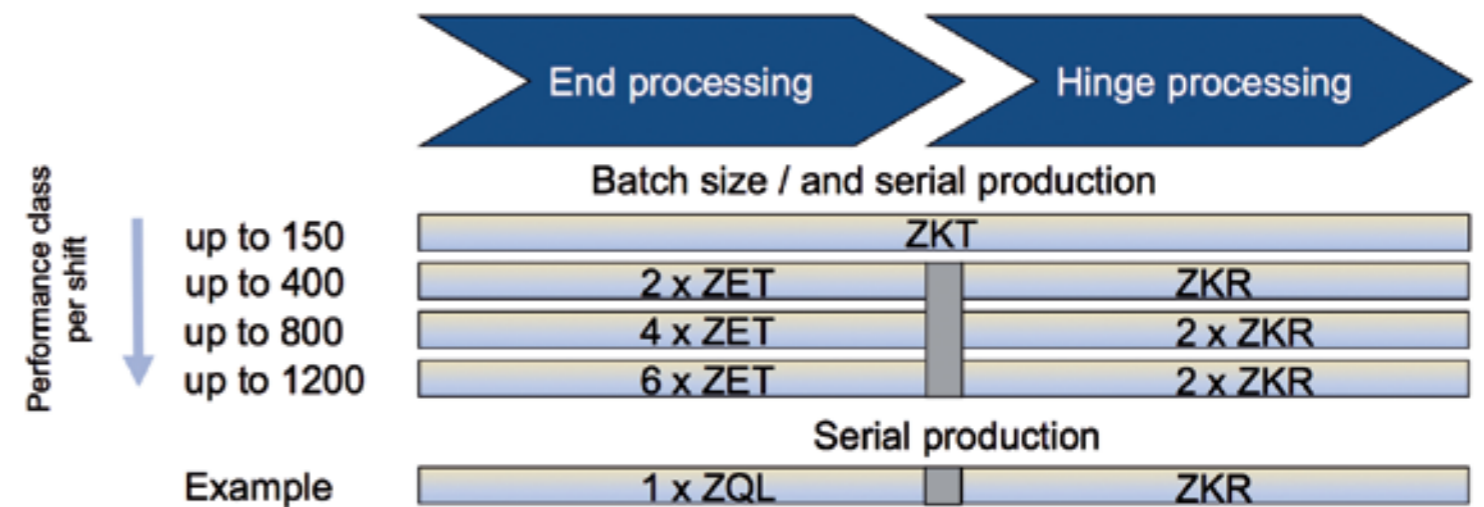 End processing Hinge processing
Batch size / and serial production
Performance class
per shift
up to 150 ZKT
up to 400 2 x ZET ZKR
up to 800 4 x ZET 2 x ZKR
up to 1200 6 x ZET 2 x ZKR
Serial production
Example 1 x ZQL ZKR